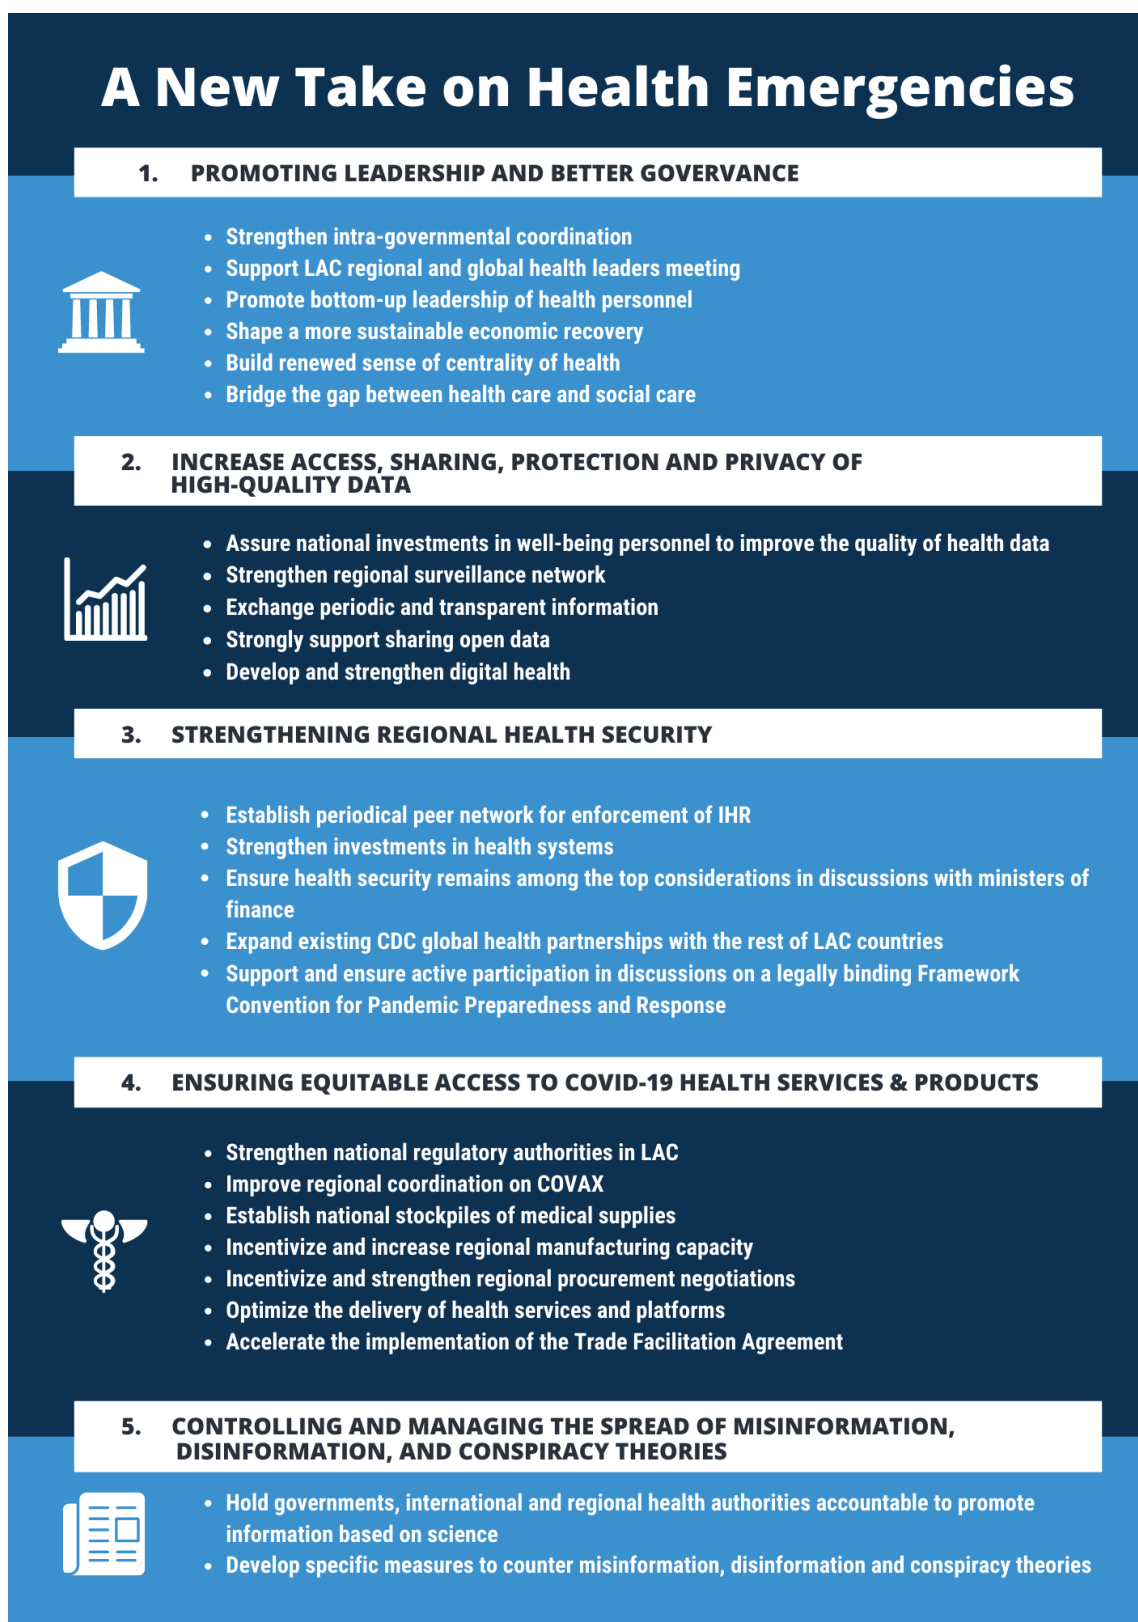 A New Take on Health Emergencies
1. PROMOTING LEADERSHIP AND BETTER GOVERVANCE
• Strengthen intra-governmental coordination
• Support LAC regional and global health leaders meeting
• Promote bottom-up leadership of health personnel
• Shape a more sustainable economic recovery
• Build renewed sense of centrality of health
• Bridge the gap between health care and social care
2. INCREASE ACCESS, SHARING, PROTECTION AND PRIVACY OF
HIGH-QUALITY DATA
• Assure national investments in well-being personnel to improve the quality of health data
• Strengthen regional surveillance network
• Exchange periodic and transparent information
• Strongly support sharing open data
• Develop and strengthen digital health
3. STRENGTHENING REGIONAL HEALTH SECURITY
• Establish periodical peer network for enforcement of IHR
• Strengthen investments in health systems
• Ensure health security remains among the top considerations in discussions with ministers of
finance
• Expand existing CDC global health partnerships with the rest of LAC countries
• Support and ensure active participation in discussions on a legally binding Framework
Convention for Pandemic Preparedness and Response
4. ENSURING EQUITABLE ACCESS TO COVID-19 HEALTH SERVICES & PRODUCTS
• Strengthen national regulatory authorities in LAC
• Improve regional coordination on COVAX
• Establish national stockpiles of medical supplies
• Incentivize and increase regional manufacturing capacity
• Incentivize and strengthen regional procurement negotiations
• Optimize the delivery of health services and platforms
• Accelerate the implementation of the Trade Facilitation Agreement
5. CONTROLLING AND MANAGING THE SPREAD OF MISINFORMATION,
DISINFORMATION, AND CONSPIRACY THEORIES
• Hold governments, international and regional health authorities accountable to promote
information based on science
• Develop specific measures to counter misinformation, disinformation and conspiracy theories